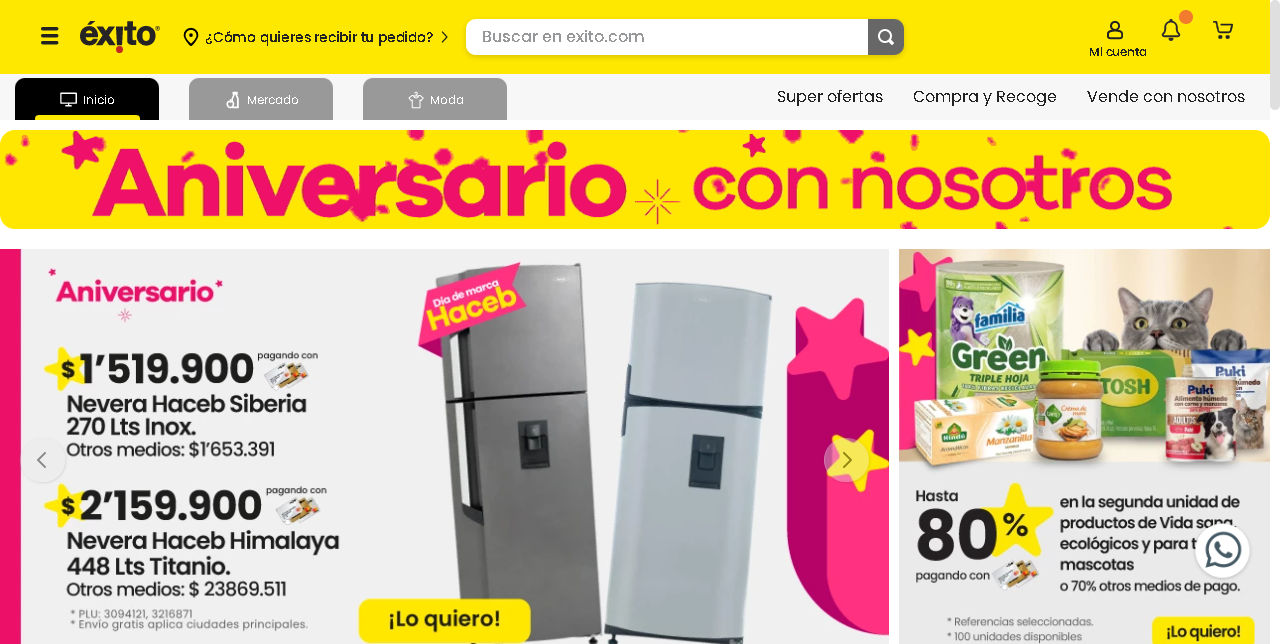 éxito
¿Cómo quieres recibir tu pedido?
Buscar en exito.com
Mi cuenta
Inicio
Mercado
Moda
Super ofertas
Compra y Recoge
Vende con nosotros
Aniversario con nosotros
Aniversario
Día de marca
Haceb
$1’519.900 pagando con
Nevera Haceb Siberia
270 Lts Inox.
Otros medios: $1’653.391
$2’159.900 pagando con
Nevera Haceb Himalaya
448 Lts Titanio.
Otros medios: $ 23869.511
* PLU: 3094121, 3216871
* Envío gratis aplica ciudades principales.
¡Lo quiero!
familia
Green
TRIPLE HOJA
TOSH
Puki
Puki
Alimento húmedo
ADULTOS
Hindú
Manzanilla
Hasta
80%
pagando con
en la segunda unidad de
productos de Vida sana,
ecológicos y para t
mascotas
o 70% otros medios de pago.
* Referencias seleccionadas.
* 100 unidades disponibles
¡Lo quiero!